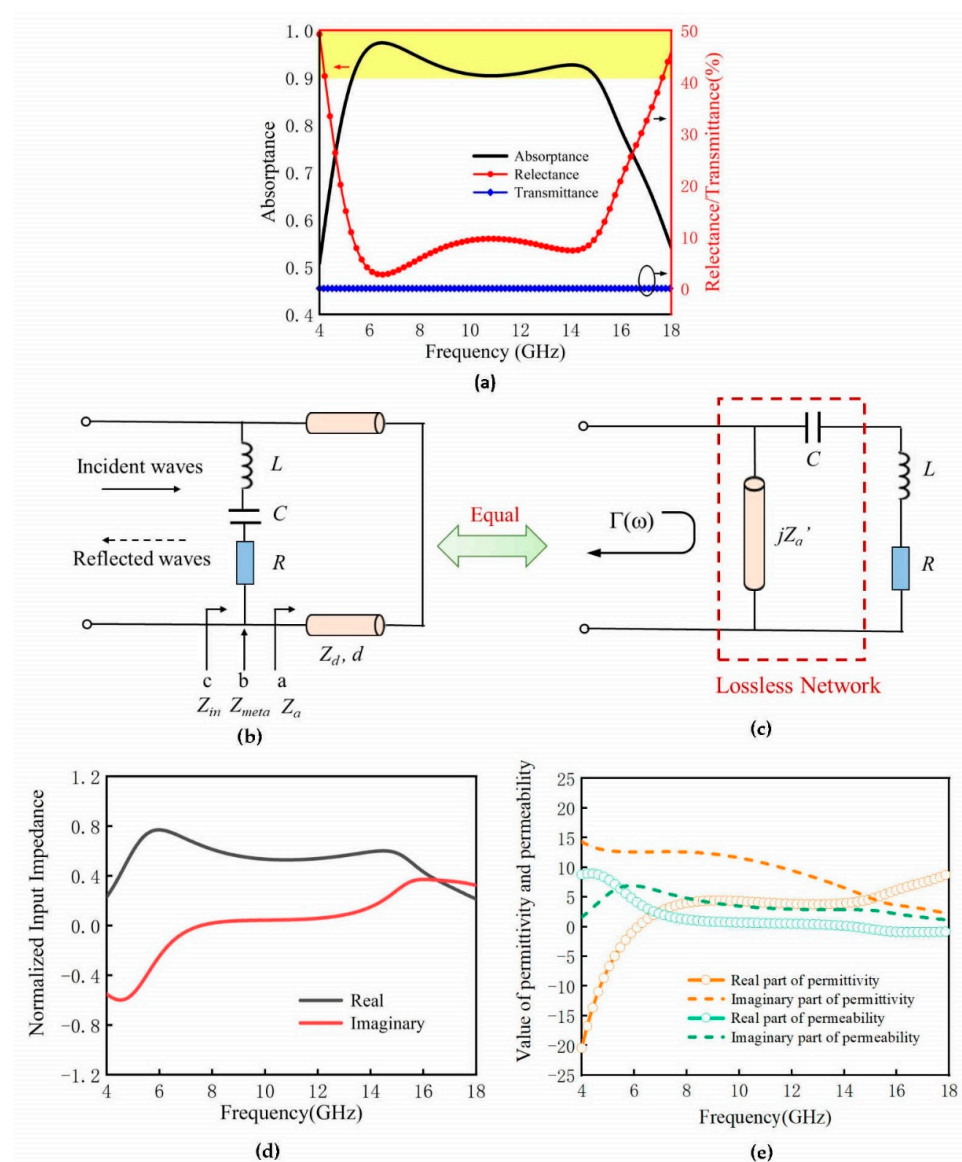 (a)
1.0
0.9
0.8
0.7
0.6
0.5
0.4
Absorptance
50
40
30
20
10
0
Relectance/Transmittance(%)
Absorptance
Relectance
Transmittance
4 6 8 10 12 14 16 18
Frequency (GHz)
(a)
Incident waves
Reflected waves
L
C
R
c b a
Z_in Z_meta Z_a
Z_d, d
(b)
Equal
Γ(ω)
jZ_a'
C
L
R
Lossless Network
(c)
Normalized Input Impedance
1.2
0.8
0.4
0.0
-0.4
-0.8
-1.2
Real
Imaginary
4 6 8 10 12 14 16 18
Frequency(GHz)
(d)
Value of permittivity and permeability
25
20
15
10
5
0
-5
-10
-15
-20
-25
Real part of permittivity
Imaginary part of permittivity
Real part of permeability
Imaginary part of permeability
4 6 8 10 12 14 16 18
Frequency(GHz)
(e)